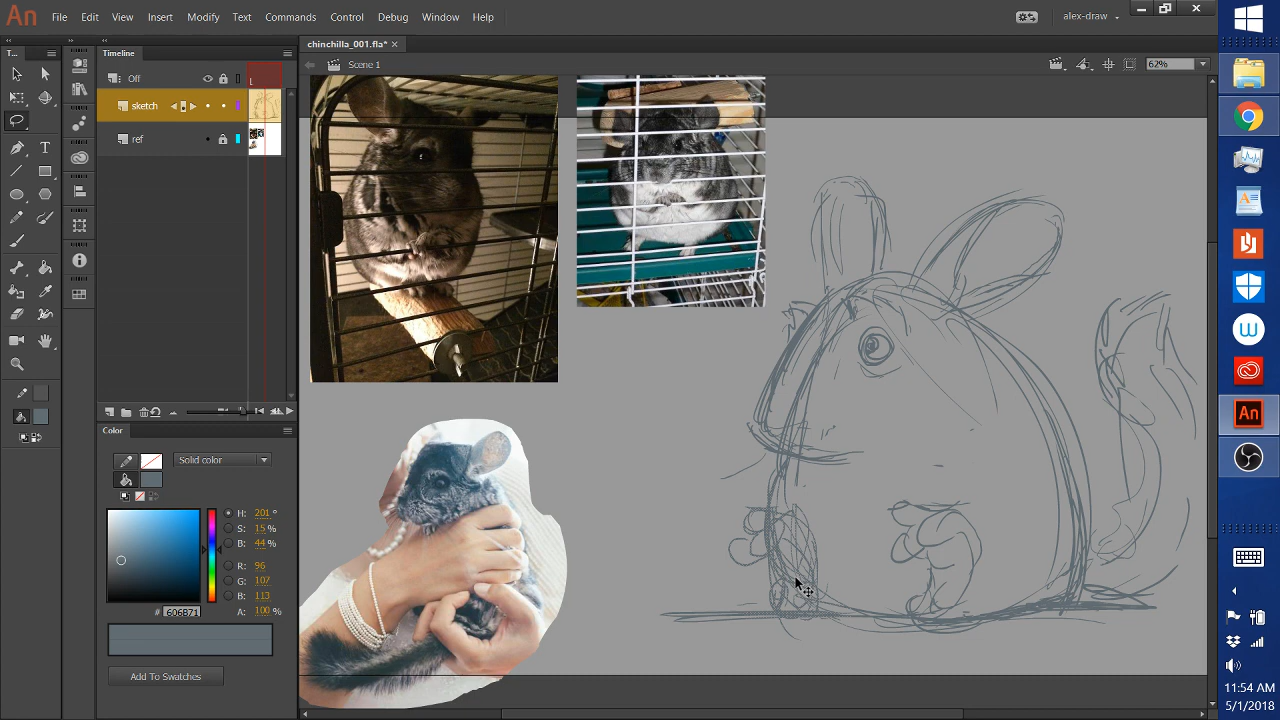 An File Edit View Insert Modify Text Commands Control Debug Window Help alex-draw
T...
Timeline
chinchilla_001.fla* ×
Off
Scene 1
62%
sketch
ref
T
Color
Solid color
H: 201 °
S: 15 %
B: 44 %
R: 96
G: 107
B: 113
# 606B71
A: 100 %
Add To Swatches
An
11:54 AM
5/1/2018